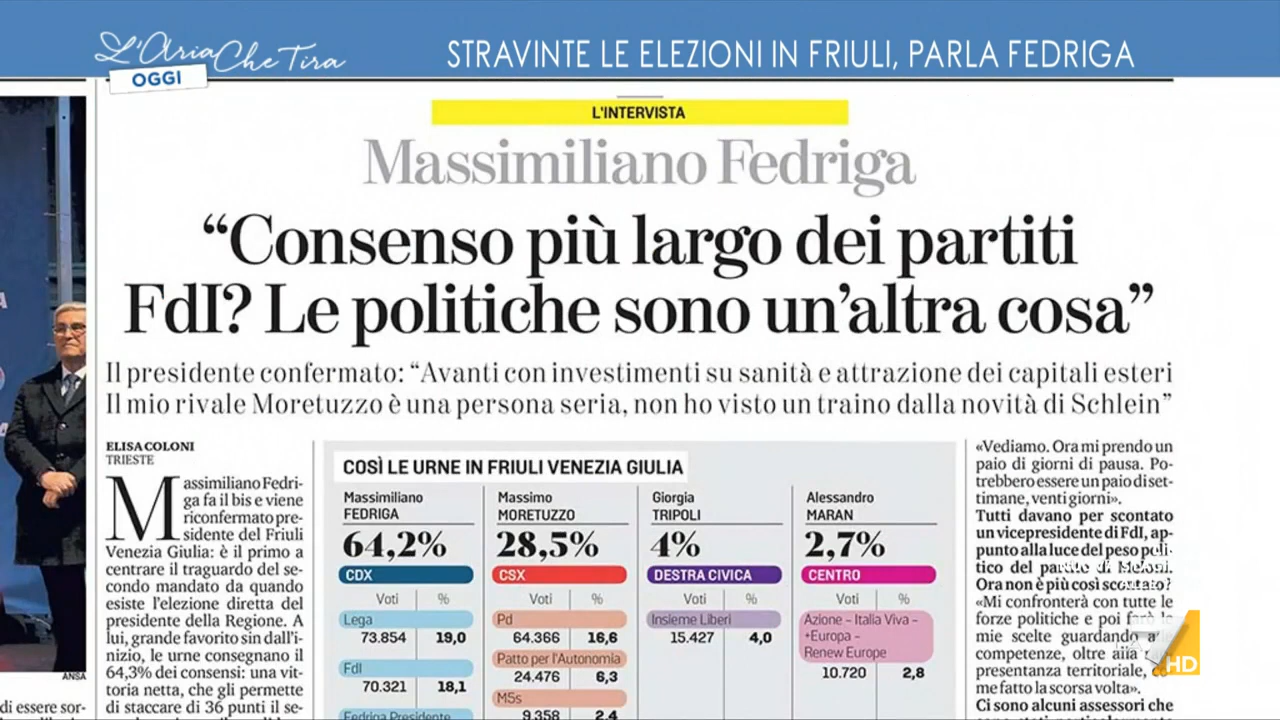 L'Aria Che Tira
OGGI
STRAVINTE LE ELEZIONI IN FRIULI, PARLA FEDRIGA
L'INTERVISTA
Massimiliano Fedriga
“Consenso più largo dei partiti
FdI? Le politiche sono un'altra cosa”
Il presidente confermato: “Avanti con investimenti su sanità e attrazione dei capitali esteri
Il mio rivale Moretuzzo è una persona seria, non ho visto un traino dalla novità di Schlein”
ANSA
di essere sor-
ELISA COLONI
TRIESTE
Massimiliano Fedri-
ga fa il bis e viene
riconfermato pre-
sidente del Friuli
Venezia Giulia: è il primo a
centrare il traguardo del se-
condo mandato da quando
esiste l'elezione diretta del
presidente della Regione. A
lui, grande favorito sin dall'i-
nizio, le urne consegnano il
64,3% dei consensi: una vit-
toria netta, che gli permette
di staccare di 36 punti il se-
COSÌ LE URNE IN FRIULI VENEZIA GIULIA
Massimiliano
FEDRIGA
64,2%
CDX
Voti %
Lega
73.854 19,0
FdI
70.321 18,1
Fedriga Presidente
Massimo
MORETUZZO
28,5%
CSX
Voti %
Pd
64.366 16,6
Patto per l'Autonomia
24.476 6,3
M5s
9.358 2,4
Giorgia
TRIPOLI
4%
DESTRA CIVICA
Voti %
Insieme Liberi
15.427 4,0
Alessandro
MARAN
2,7%
CENTRO
Voti %
Azione – Italia Viva –
+Europa –
Renew Europe
10.720 2,8
«Vediamo. Ora mi prendo un
paio di giorni di pausa. Po-
trebbero essere un paio di set-
timane, venti giorni».
Tutti davano per scontato
un vicepresidente di FdI, ap-
punto alla luce del peso poli-
tico del
Ora non è più così
«Mi confronterò con tutte le
forze politiche e poi farò le
mie scelte guardando alle
competenze, oltre alla
presentanza territoriale,
me fatto la scorsa volta».
Ci sono alcuni assessori che
7 HD